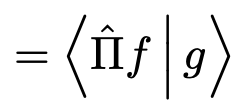 = ⟨Π̂f | g⟩